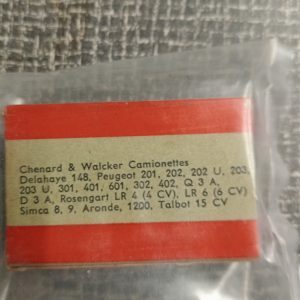 Chenard & Walcker Camionettes
Delahaye 148, Peugeot 201, 202, 202 U, 203,
203 U, 301, 401, 601, 302, 402, Q 3 A,
D 3 A, Rosengart LR 4 (4 CV), LR 6 (6 CV)
Simca 8, 9, Aronde, 1200, Talbot 15 CV